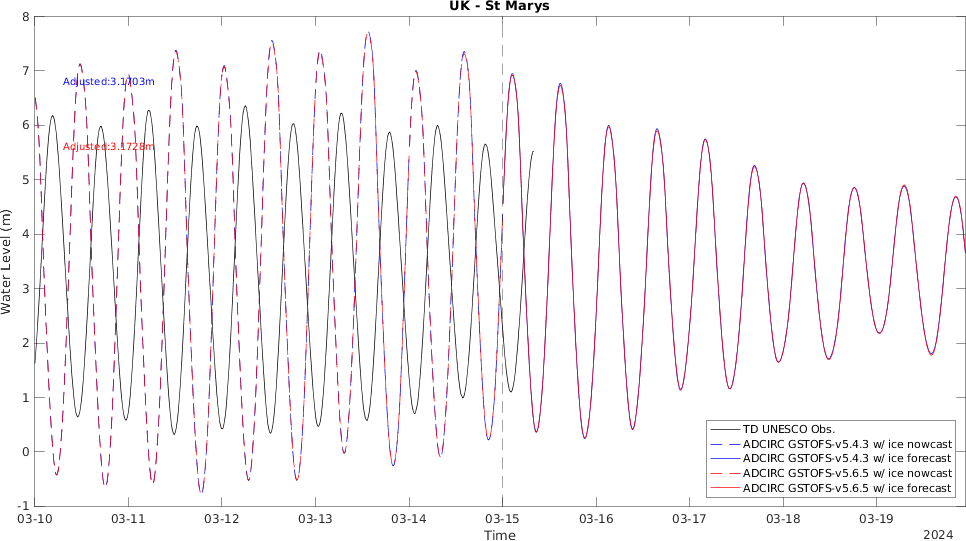 UK - St Marys
8
7
6
5
4
3
2
1
0
-1
Water Level (m)
Adjusted:3.1703m
Adjusted:3.1728m
TD UNESCO Obs.
ADCIRC GSTOFS-v5.4.3 w/ ice nowcast
ADCIRC GSTOFS-v5.4.3 w/ ice forecast
ADCIRC GSTOFS-v5.6.5 w/ ice nowcast
ADCIRC GSTOFS-v5.6.5 w/ ice forecast
03-10 03-11 03-12 03-13 03-14 03-15 03-16 03-17 03-18 03-19
Time
2024